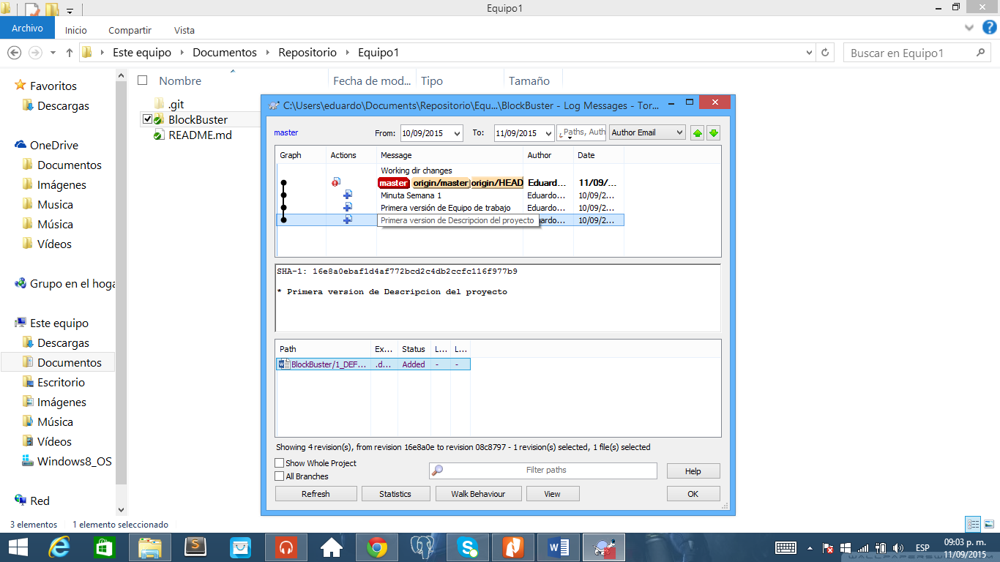 Equipo1
Archivo Inicio Compartir Vista
Este equipo Documentos Repositorio Equipo1
Buscar en Equipo1
Favoritos
Descargas
OneDrive
Documentos
Imágenes
Musica
Música
Vídeos
Grupo en el hoga
Este equipo
Descargas
Documentos
Escritorio
Imágenes
Música
Vídeos
Windows8_OS
Red
Nombre Fecha de mod... Tipo Tamaño
.git
BlockBuster
README.md
C:\Users\eduardo\Documents\Repositorio\Equ...\BlockBuster - Log Messages - Tor...
master From: 10/09/2015 To: 11/09/2015 Paths, Auth Author Email
Graph Actions Message Author Date
Working dir changes
master origin/master origin/HEAD Eduard... 11/09/...
Minuta Semana 1 Eduardo... 10/09/2...
Primera versión de Equipo de trabajo Eduardo... 10/09/2...
Primera version de Descripcion del proyecto ardo... 10/09/2...
SHA-1: 16e8a0ebaf1d4af772bcd2c4db2ccfc116f977b9
* Primera version de Descripcion del proyecto
Path Ex... Status L... L...
BlockBuster/1_DEF... .d... Added - -
Showing 4 revision(s), from revision 16e8a0e to revision 08c8797 - 1 revision(s) selected, 1 file(s) selected
Show Whole Project
All Branches
Filter paths
Help
Refresh Statistics Walk Behaviour View OK
3 elementos 1 elemento seleccionado
ESP
09:03 p. m.
11/09/2015